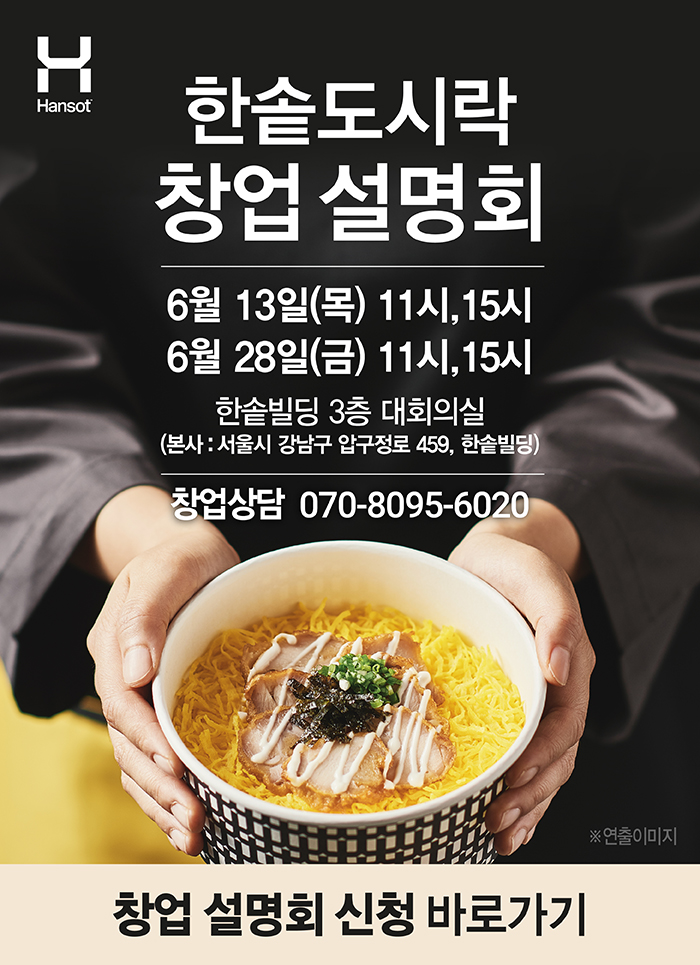 Hansot
한솥도시락
창업 설명회
6월 13일(목) 11시,15시
6월 28일(금) 11시,15시
한솥빌딩 3층 대회의실
(본사 : 서울시 강남구 압구정로 459, 한솥빌딩)
창업상담 070-8095-6020
※연출이미지
창업 설명회 신청 바로가기